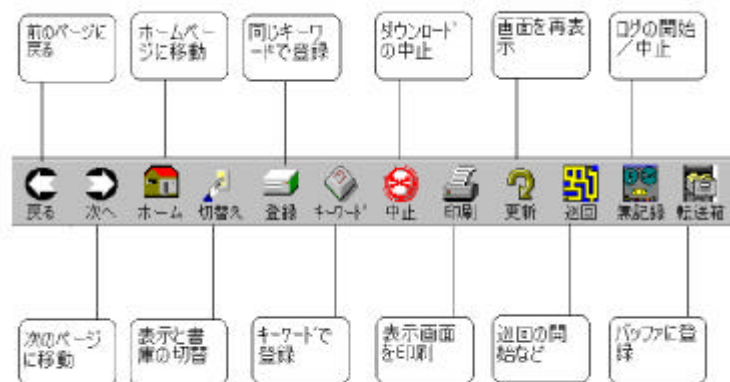 前のページに
戻る
ホームペー
ジに移動
同じキーワ
ードで登録
ダウンロード
の中止
画面を再表
示
ログの開始
/中止
戻る
次へ
ホーム
切替え
登録
キーワード
中止
印刷
更新
巡回
無記録
転送箱
次のページ
に移動
表示と書
庫の切替
キーワードで
登録
表示画面
を印刷
巡回の開
始など
バッファに登
録